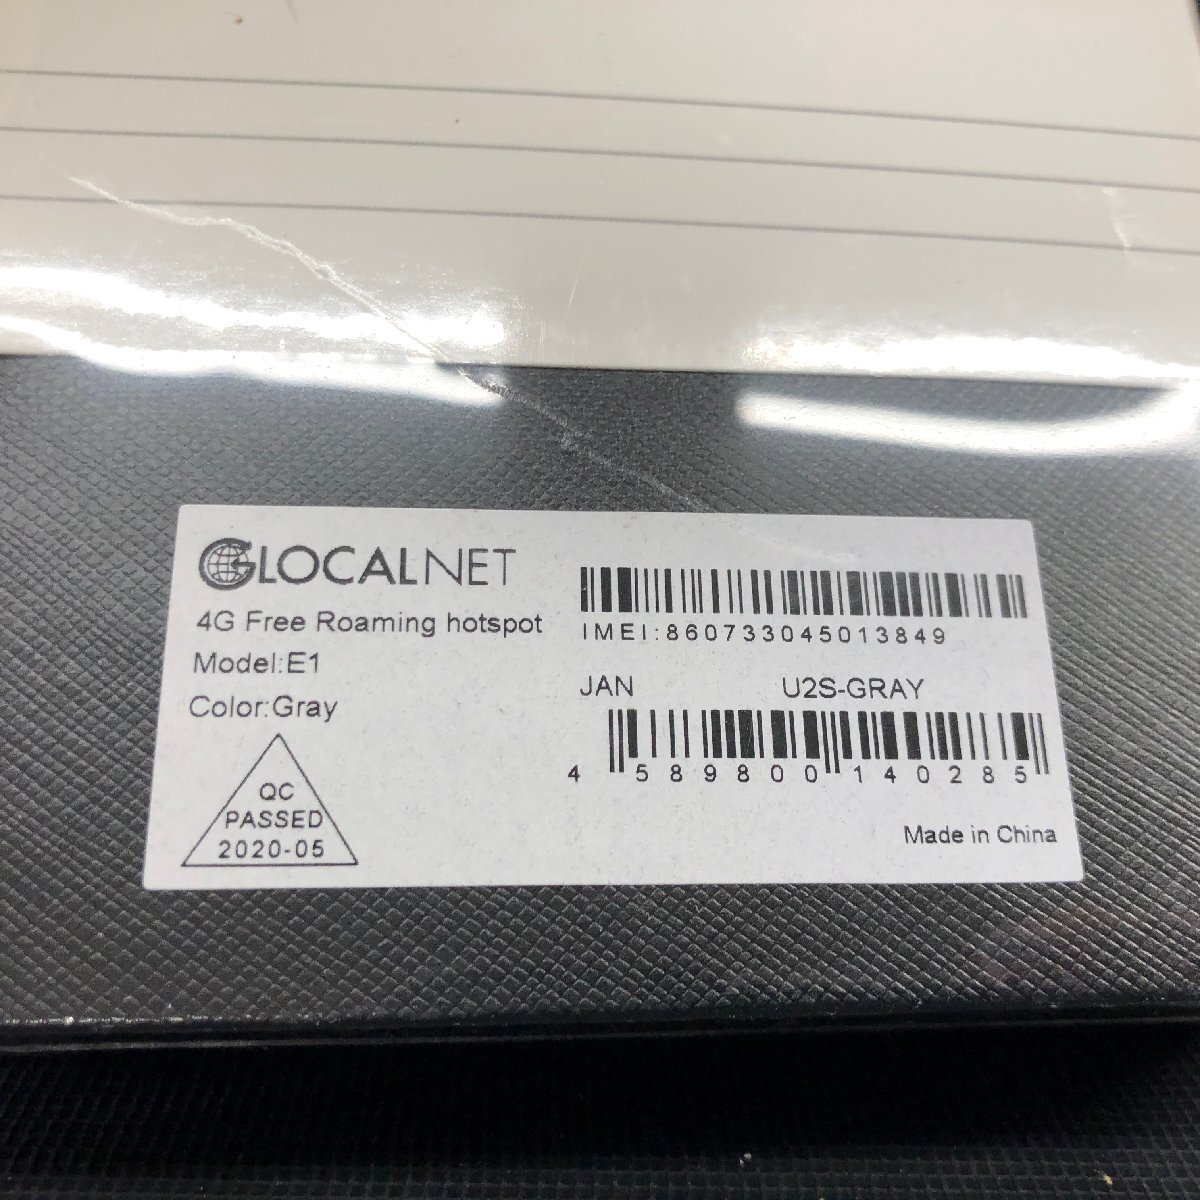 GLOCALNET
4G Free Roaming hotspot
Model:E1
Color:Gray
QC
PASSED
2020-05
IMEI:860733045013849
JAN U2S-GRAY
4 589800 140285
Made in China